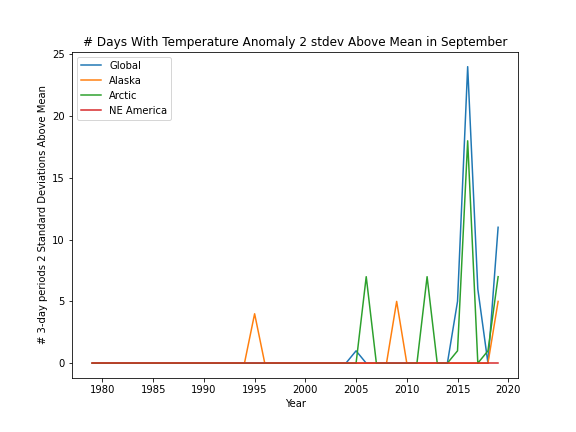 # Days With Temperature Anomaly 2 stdev Above Mean in September
Global
Alaska
Arctic
NE America
# 3-day periods 2 Standard Deviations Above Mean
25
20
15
10
5
0
1980 1985 1990 1995 2000 2005 2010 2015 2020
Year